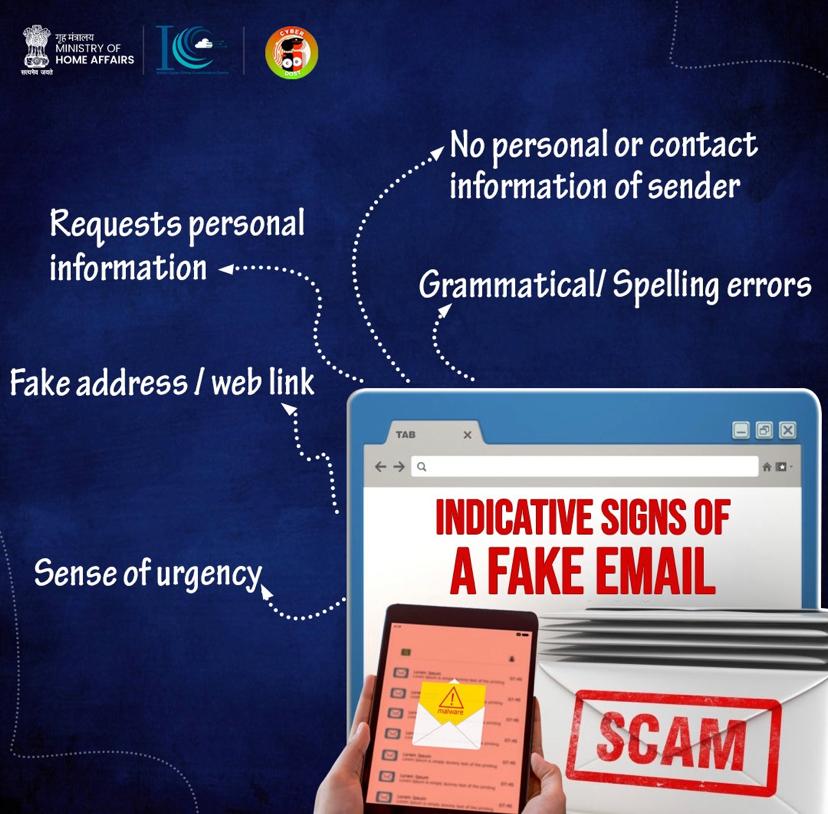 गृह मंत्रालय
MINISTRY OF
HOME AFFAIRS
सत्यमेव जयते
CYBER
DOST
No personal or contact
information of sender
Requests personal
information
Grammatical/ Spelling errors
Fake address / web link
Sense of urgency
TAB
INDICATIVE SIGNS OF
A FAKE EMAIL
malware
SCAM